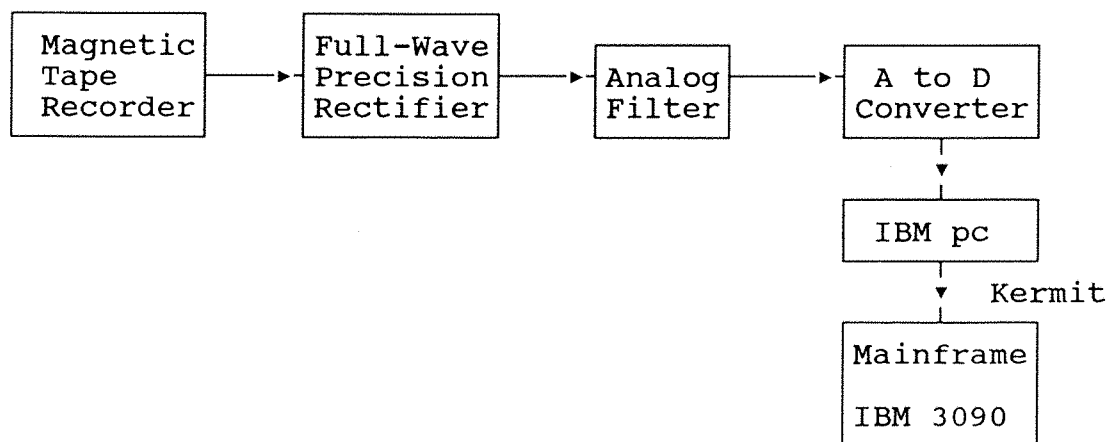 Magnetic
Tape
Recorder
Full-Wave
Precision
Rectifier
Analog
Filter
A to D
Converter
IBM pc
Kermit
Mainframe
IBM 3090